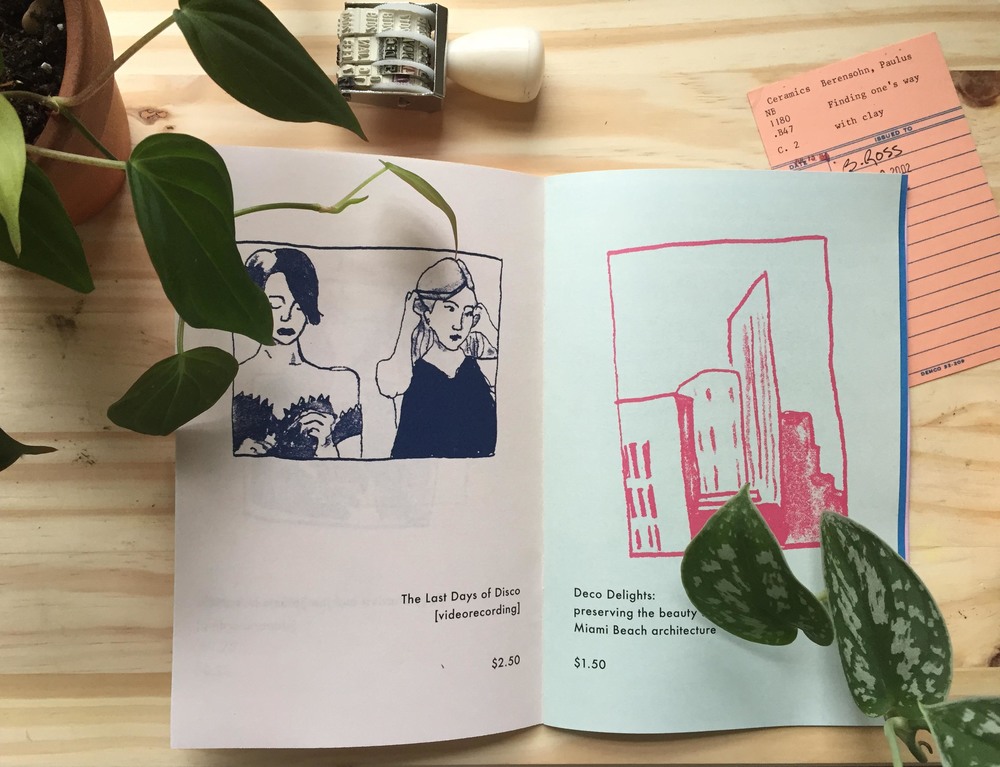 Ceramics Berensohn, Paulus
NB
1180 Finding one's way
.B47 with clay
C. 2
ISSUED TO
DATE
B. ROSS
2002
DEMCO 32-209
The Last Days of Disco
[videorecording]
$2.50
Deco Delights:
preserving the beauty
Miami Beach architecture
$1.50